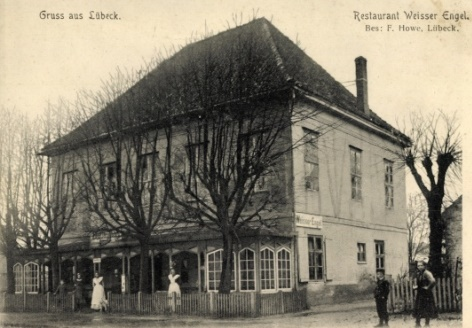 Gruss aus Lübeck.
Restaurant Weisser Engel.
Bes: F. Howe, Lübeck.
Weisser Engel